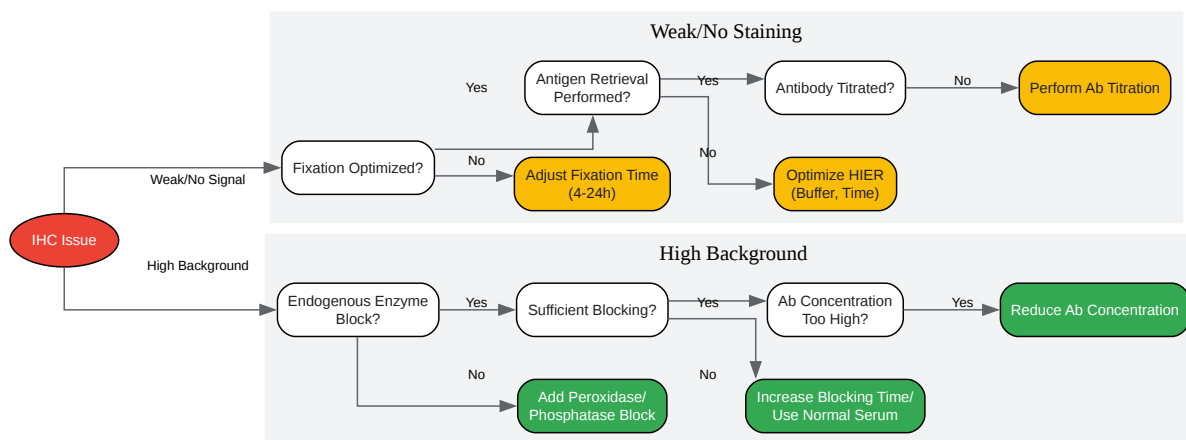 Weak/No Staining
Antigen Retrieval
Performed?
Yes
Yes
Antibody Titrated?
No
Perform Ab Titration
Fixation Optimized?
No
Adjust Fixation Time
(4-24h)
No
Optimize HIER
(Buffer, Time)
Weak/No Signal
IHC Issue
High Background
High Background
Endogenous Enzyme
Block?
Yes
Sufficient Blocking?
Yes
Ab Concentration
Too High?
Yes
Reduce Ab Concentration
No
Add Peroxidase/
Phosphatase Block
No
Increase Blocking Time/
Use Normal Serum